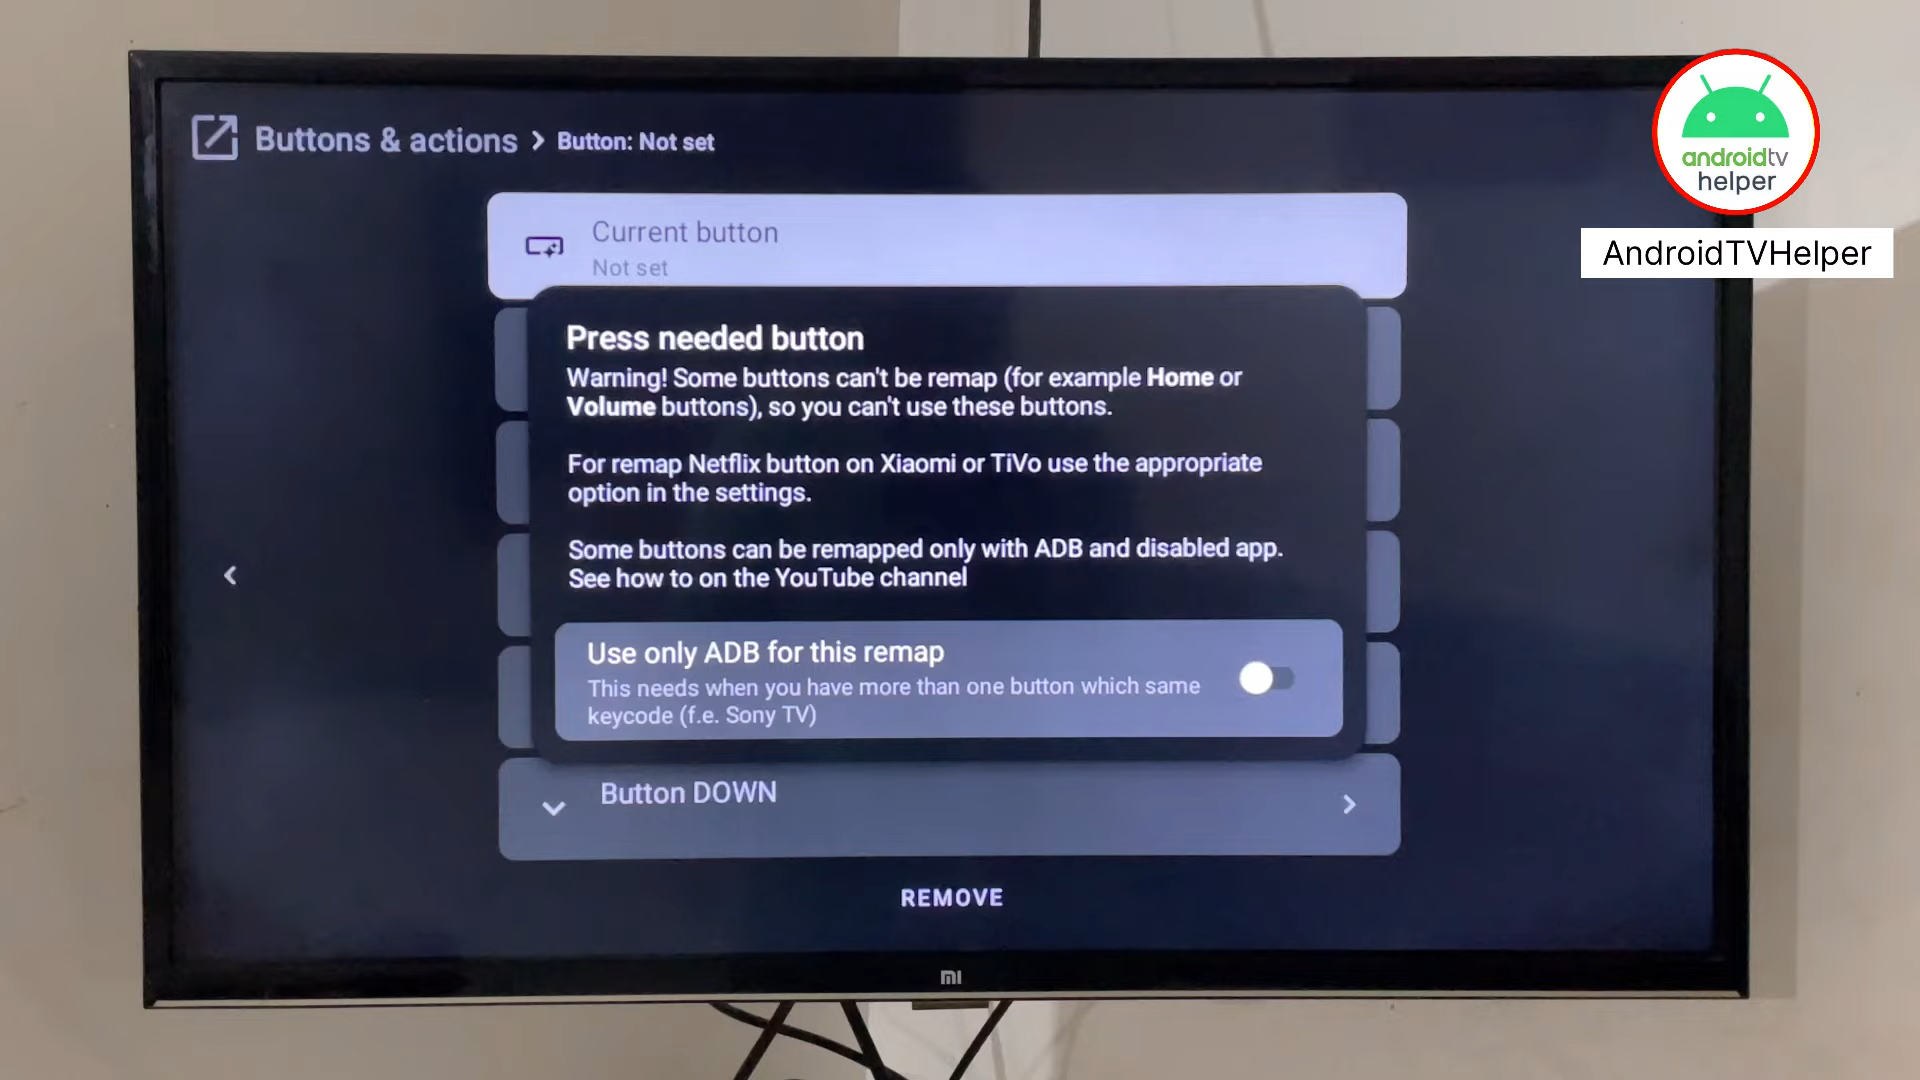 Buttons & actions > Button: Not set
androidtv
helper
AndroidTVHelper
Current button
Not set
Press needed button
Warning! Some buttons can't be remap (for example Home or
Volume buttons), so you can't use these buttons.
For remap Netflix button on Xiaomi or TiVo use the appropriate
option in the settings.
Some buttons can be remapped only with ADB and disabled app.
See how to on the YouTube channel
Use only ADB for this remap
This needs when you have more than one button which same
keycode (f.e. Sony TV)
Button DOWN
REMOVE
mi